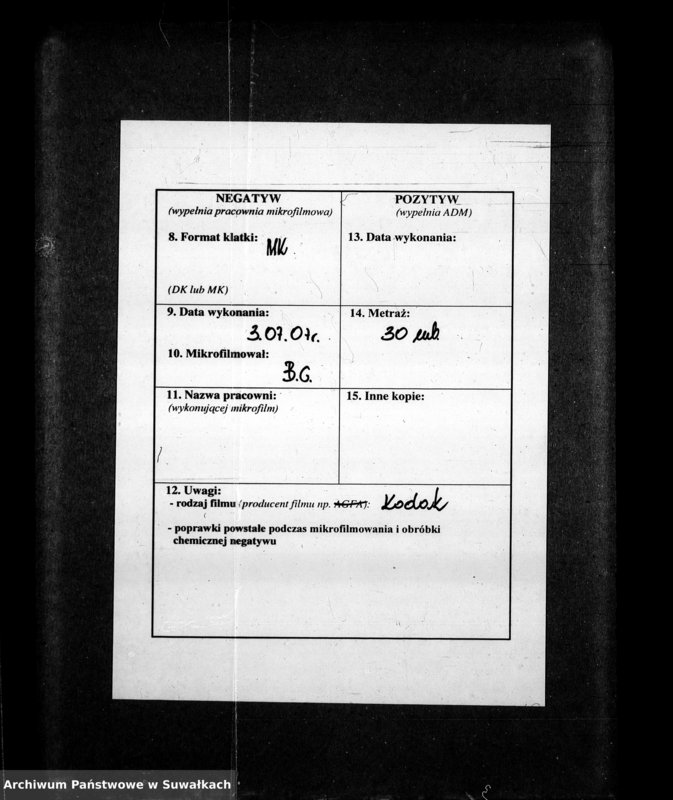 NEGATYW
(wypełnia pracownia mikrofilmowa)
8. Format klatki: MK
(DK lub MK)
9. Data wykonania:
3.07.07r.
10. Mikrofilmował:
B.G.
11. Nazwa pracowni:
(wykonującej mikrofilm)
POZYTYW
(wypełnia ADM)
13. Data wykonania:
14. Metraż:
30 mb.
15. Inne kopie:
12. Uwagi:
- rodzaj filmu (producent filmu np. AGFA): Kodak
- poprawki powstałe podczas mikrofilmowania i obróbki
chemicznej negatywu
Archiwum Państwowe w Suwałkach